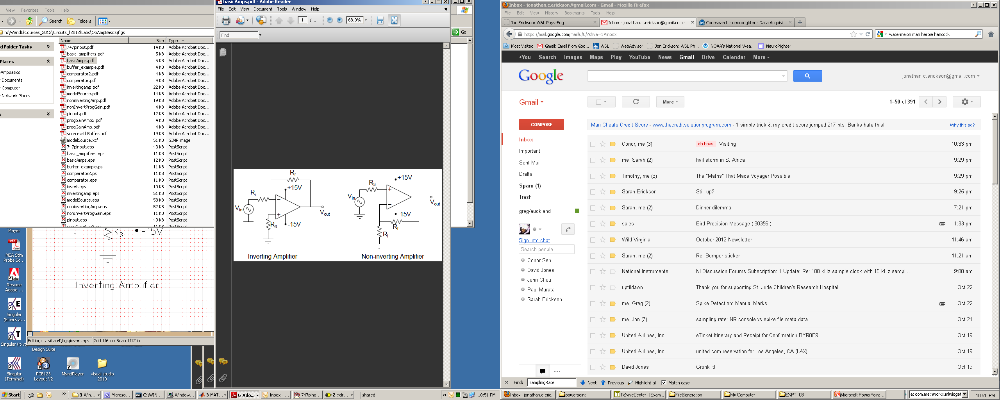 View Favorites Tools Help
Search Folders
h:\WandL\Courses_2012\Circuits_f2012\Labs\OpAmpBasics\figs
Go
d Folder Tasks
Places
pAmpBasics
Documents
Computer
Network Places
s
Name Size Type
747pinout.pdf 14 KB Adobe Acrobat Doc...
basic_amplifiers.pdf 5 KB Adobe Acrobat Doc...
basicAmps.pdf 5 KB Adobe Acrobat Doc...
buffer_example.pdf 4 KB Adobe Acrobat Doc...
comparator2.pdf 4 KB Adobe Acrobat Doc...
comparator.pdf 4 KB Adobe Acrobat Doc...
invertingamp.pdf 22 KB Adobe Acrobat Doc...
modelSource.pdf 14 KB Adobe Acrobat Doc...
noninvertingAmp.pdf 19 KB Adobe Acrobat Doc...
nonInvertProgGain.pdf 4 KB Adobe Acrobat Doc...
pinout.pdf 12 KB Adobe Acrobat Doc...
progGainAmp2.pdf 4 KB Adobe Acrobat Doc...
progGainAmp.pdf 4 KB Adobe Acrobat Doc...
sourcewithBuffer.pdf 19 KB Adobe Acrobat Doc...
modelSource.xcf 51 KB GIMP image
747pinout.eps 43 KB PostScript
basic_amplifiers.eps 11 KB PostScript
basicAmps.eps 12 KB PostScript
buffer_example.ps 11 KB PostScript
comparator2.ps 11 KB PostScript
comparator.eps 11 KB PostScript
invert.eps 10 KB PostScript
invertingamp.eps 51 KB PostScript
modelSource.eps 58 KB PostScript
noninvertingAmp.eps 52 KB PostScript
nonInvertProgGain.eps 11 KB PostScript
pinout.eps 49 KB PostScript
progGainAmp2.eps 11 KB PostScript
Player
MEA Stim
Probe Sc...
Resume
Adobe ...
Singular
(Emacs a...
Singular (rxvt)
Design Suite
Singular
(Terminal)
PCB123
Layout V2
MyndPlayer
visual studio
2010
R3 -15V
Inverting Amplifier
Editing: ...s\Lab4\figs\invert.eps Grid 1/6 in : Snap 1/12 in
basicAmps.pdf - Adobe Reader
File Edit View Document Tools Window Help
1 / 1 68.9%
Find
Rf
+15V
Ri
Vin
Vout
R3
-15V
Inverting Amplifier
+15V
R3
Vin
Vout
-15V
Rf
Ri
Non-inverting Amplifier
Inbox - jonathan.c.erickson@gmail.com - Gmail - Mozilla Firefox
File Edit View History Bookmarks Tools Help
Jon Erickson: W&L Phys-Eng
Inbox - jonathan.c.erickson@gmail.com -...
Codesearch - neurorighter - Data Acquisi...
https://mail.google.com/mail/u/0/?shva=1#inbox
watermelon man herbie hancock
Most Visited Gmail: Email from Goo... W&L WebAdvisor Jon Erickson: W&L Ph... NOAA's National Wea... NeuroRighter
+You Search Images Maps Play YouTube News Gmail Drive Calendar More
Google
jonathan.c.erickson@gmail.com
Gmail
More
1–50 of 391
COMPOSE
Inbox
Important
Sent Mail
Drafts
Spam (1)
Trash
greg/auckland
Sign into chat
Search people...
Conor Sen
David Jones
John Chou
Paul Murata
Sarah Erickson
Man Cheats Credit Score - www.thecreditsolutionprogram.com - 1 simple trick & my credit score jumped 217 pts. Banks hate this! Why this ad?
Conor, me (3) da boys Visiting 10:33 pm
me, Sarah (2) hail storm in S. Africa 9:29 pm
Timothy, me (3) The "Maths" That Made Voyager Possible 9:29 pm
Sarah Erickson Still up? 9:25 pm
Sarah, me (2) Dinner dilemma 7:21 pm
sales Bird Precision Message ( 30356 ) 1:33 pm
Wild Virginia October 2012 Newsletter 11:46 am
Sarah, me (2) Re: Bumper sticker 11:21 am
National Instruments NI Discussion Forums Subscription: 1 Update: Re: 100 kHz sample clock with 15 kHz sampl... 9:00 am
uptildawn Thank you for supporting St. Jude Children's Research Hospital Oct 22
me, Greg (2) Spike Detection: Manual Marks Oct 22
me, Jon (7) sampling rate: NR console vs spike file meta data Oct 21
United Airlines, Inc. eTicket Itinerary and Receipt for Confirmation BYR0B9 Oct 19
United Airlines, Inc. united.com reservation for Los Angeles, CA (LAX) Oct 19
David Jones Gronk it! Oct 19
Find: samplingRate Next Previous Highlight all Match case
Start 3 Win... Microso... C:\WIN... Window... 3 MAT... 6 Ado... Inbox - ... 747pino... 2 xcir... shared 10:51 PM
Inbox - jonathan.c.eric... powerpoint TeXnicCenter - [Exam... FileGeneration My Computer EXPT_08 Microsoft PowerPoint -... at com.mathworks.mlwidget 10:51 PM